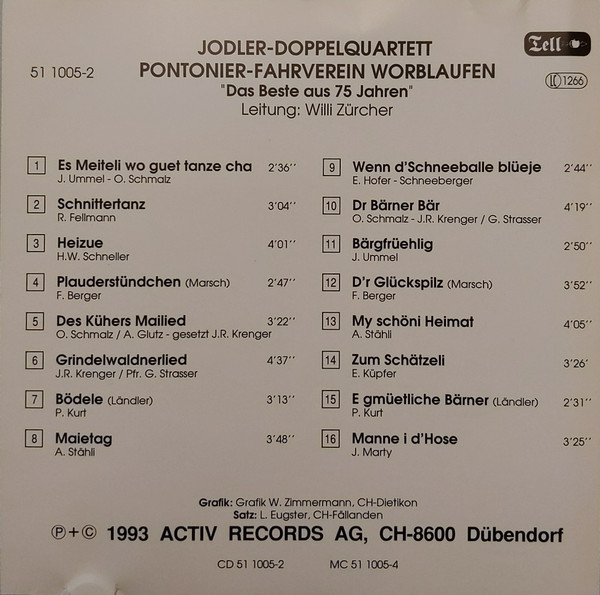 Tell
51 1005-2
JODLER-DOPPELQUARTETT
PONTONIER-FAHRVEREIN WORBLAUFEN
"Das Beste aus 75 Jahren"
Leitung: Willi Zürcher
1266
1 Es Meiteli wo guet tanze cha 2'36''
J. Ummel - O. Schmalz
2 Schnittertanz 3'04''
R. Fellmann
3 Heizue 4'01''
H.W. Schneller
4 Plauderstündchen (Marsch) 2'47''
F. Berger
5 Des Kühers Mailied 3'22''
O. Schmalz / A. Glutz - gesetzt J.R. Krenger
6 Grindelwaldnerlied 4'37''
J.R. Krenger / Pfr. G. Strasser
7 Bödele (Ländler) 3'13''
P. Kurt
8 Maietag 3'48''
A. Stähli
9 Wenn d'Schneeballe blüeje 2'44''
E. Hofer - Schneeberger
10 Dr Bärner Bär 4'19''
O. Schmalz - J.R. Krenger / G. Strasser
11 Bärgfrüehlig 2'50''
J. Ummel
12 D'r Glückspilz (Marsch) 3'52''
F. Berger
13 My schöni Heimat 4'05''
A. Stähli
14 Zum Schätzeli 3'26'
E. Küpfer
15 E gmüetliche Bärner (Ländler) 2'31''
P. Kurt
16 Manne i d'Hose 3'25''
J. Marty
Grafik: Grafik W. Zimmermann, CH-Dietikon
Satz: L. Eugster, CH-Fällanden
Ⓟ+© 1993 ACTIV RECORDS AG, CH-8600 Dübendorf
CD 51 1005-2 MC 51 1005-4